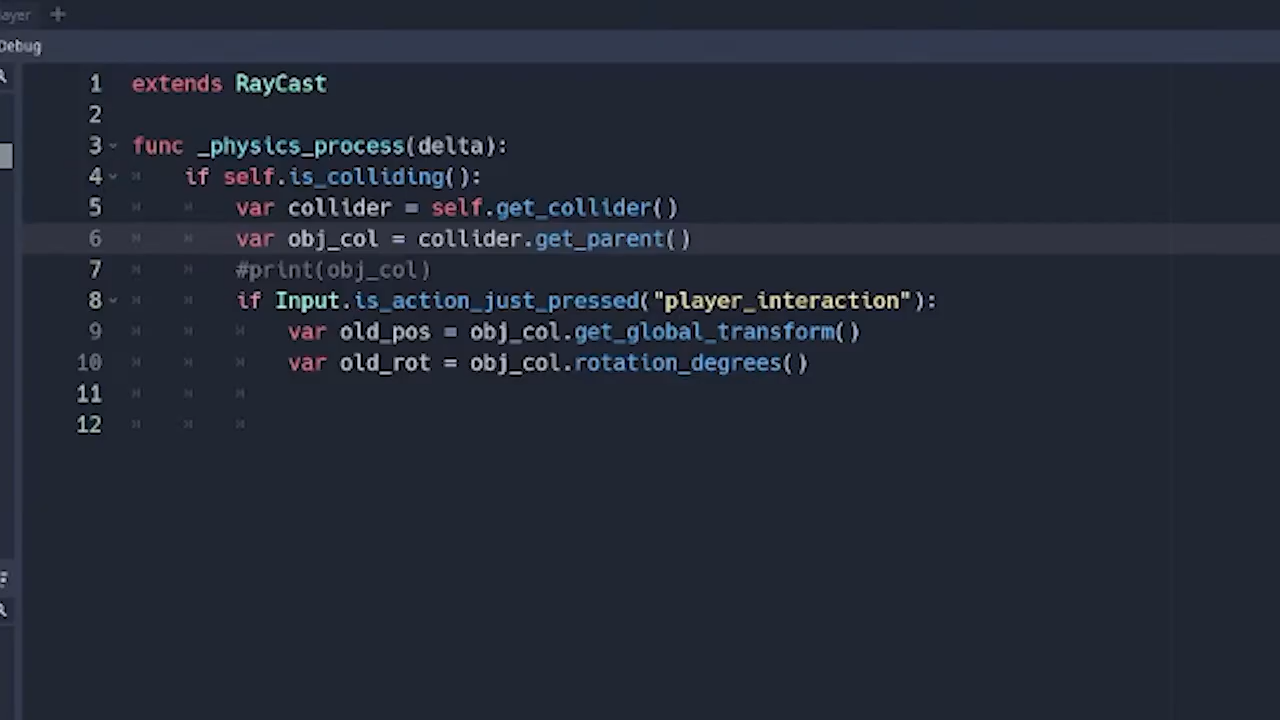 layer +
Debug
1 extends RayCast
2
3 func _physics_process(delta):
4 if self.is_colliding():
5 var collider = self.get_collider()
6 var obj_col = collider.get_parent()
7 #print(obj_col)
8 if Input.is_action_just_pressed("player_interaction"):
9 var old_pos = obj_col.get_global_transform()
10 var old_rot = obj_col.rotation_degrees()
11
12